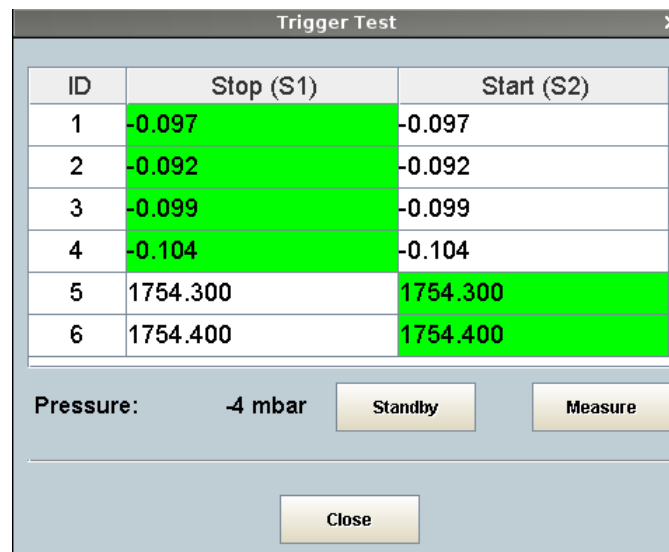 Trigger Test
ID Stop (S1) Start (S2)
1 -0.097 -0.097
2 -0.092 -0.092
3 -0.099 -0.099
4 -0.104 -0.104
5 1754.300 1754.300
6 1754.400 1754.400
Pressure: -4 mbar Standby Measure
Close